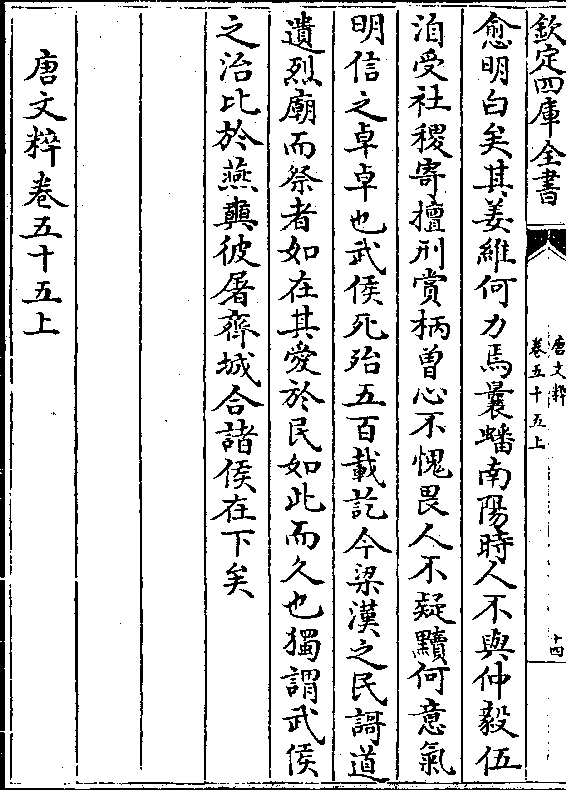 欽定四庫全書
唐文粹
卷五十五上
十四
愈明白矣其姜維何力焉曩蟠南陽時人不與仲毅伍
洎受社稷寄擅刑賞柄曾心不愧畏人不疑黷何意氣
明信之卓卓也武侯死殆五百載訖今梁漢之民謌道
遺烈廟而祭者如在其愛於民如此而久也獨謂武侯
之治比於燕奭彼屠齊城合諸侯在下矣
唐文粹卷五十五上